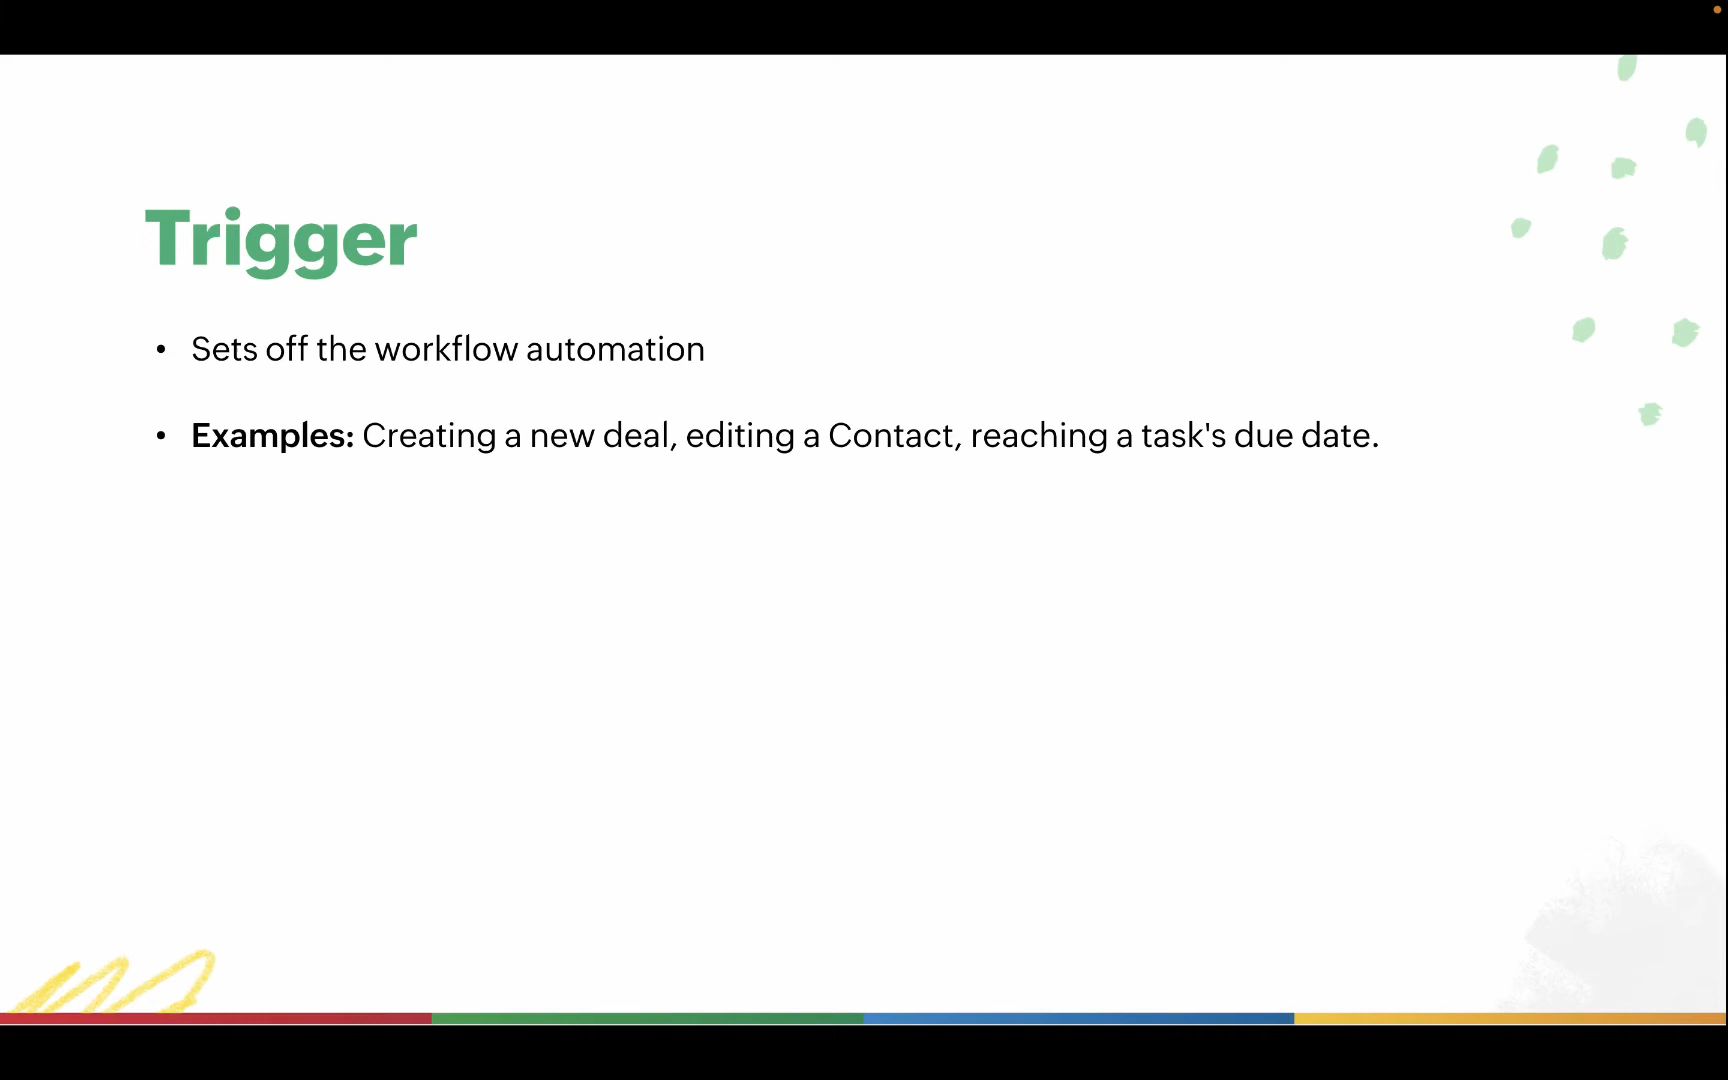 Trigger
• Sets off the workflow automation
• Examples: Creating a new deal, editing a Contact, reaching a task's due date.